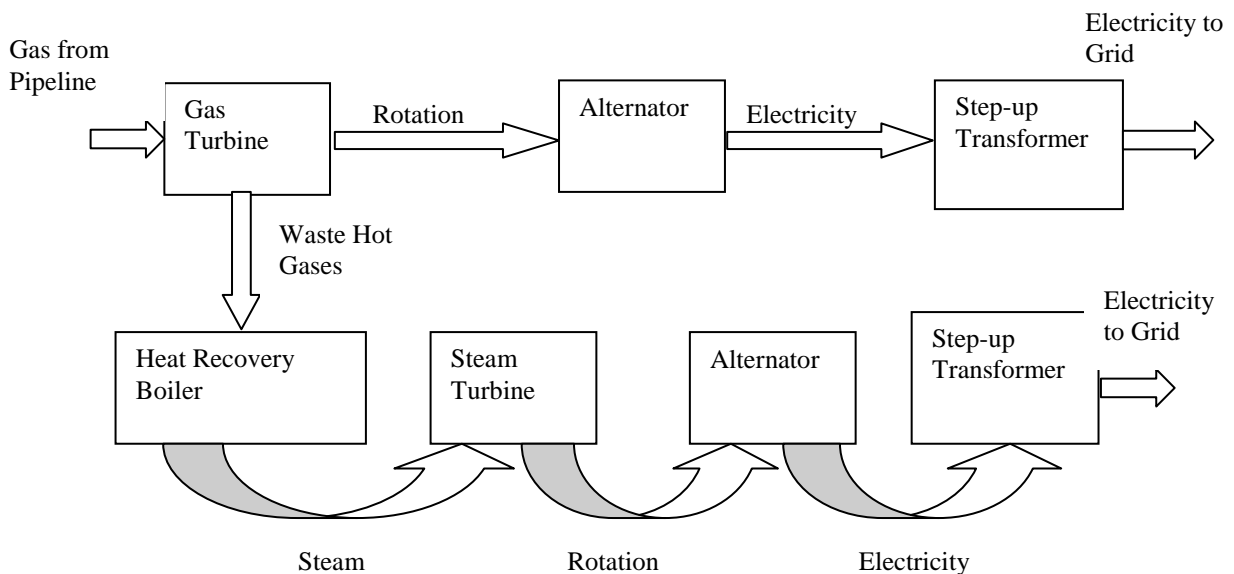 Gas from
Pipeline
Gas
Turbine
Rotation
Alternator
Electricity
Step-up
Transformer
Electricity to
Grid
Waste Hot
Gases
Heat Recovery
Boiler
Steam
Turbine
Alternator
Step-up
Transformer
Electricity
to Grid
Steam
Rotation
Electricity